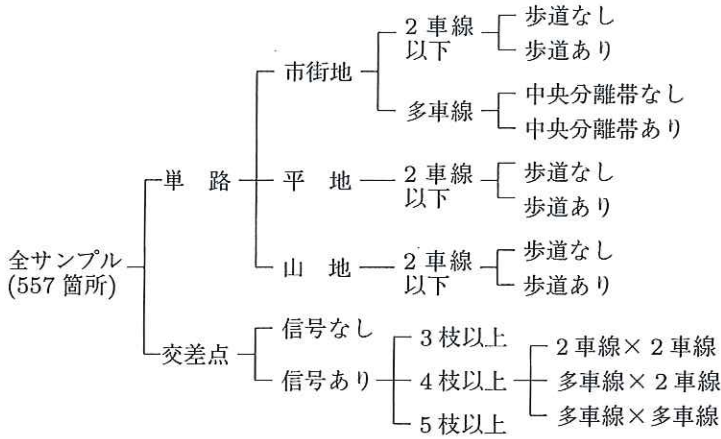 2 車線
以下
歩道なし
歩道あり
市街地
多車線
中央分離帯なし
中央分離帯あり
単　路
平　地
2 車線
以下
歩道なし
歩道あり
全サンプル
(557 箇所)
山　地
2 車線
以下
歩道なし
歩道あり
交差点
信号なし
信号あり
3 枝以上
4 枝以上
5 枝以上
2 車線× 2 車線
多車線× 2 車線
多車線×多車線